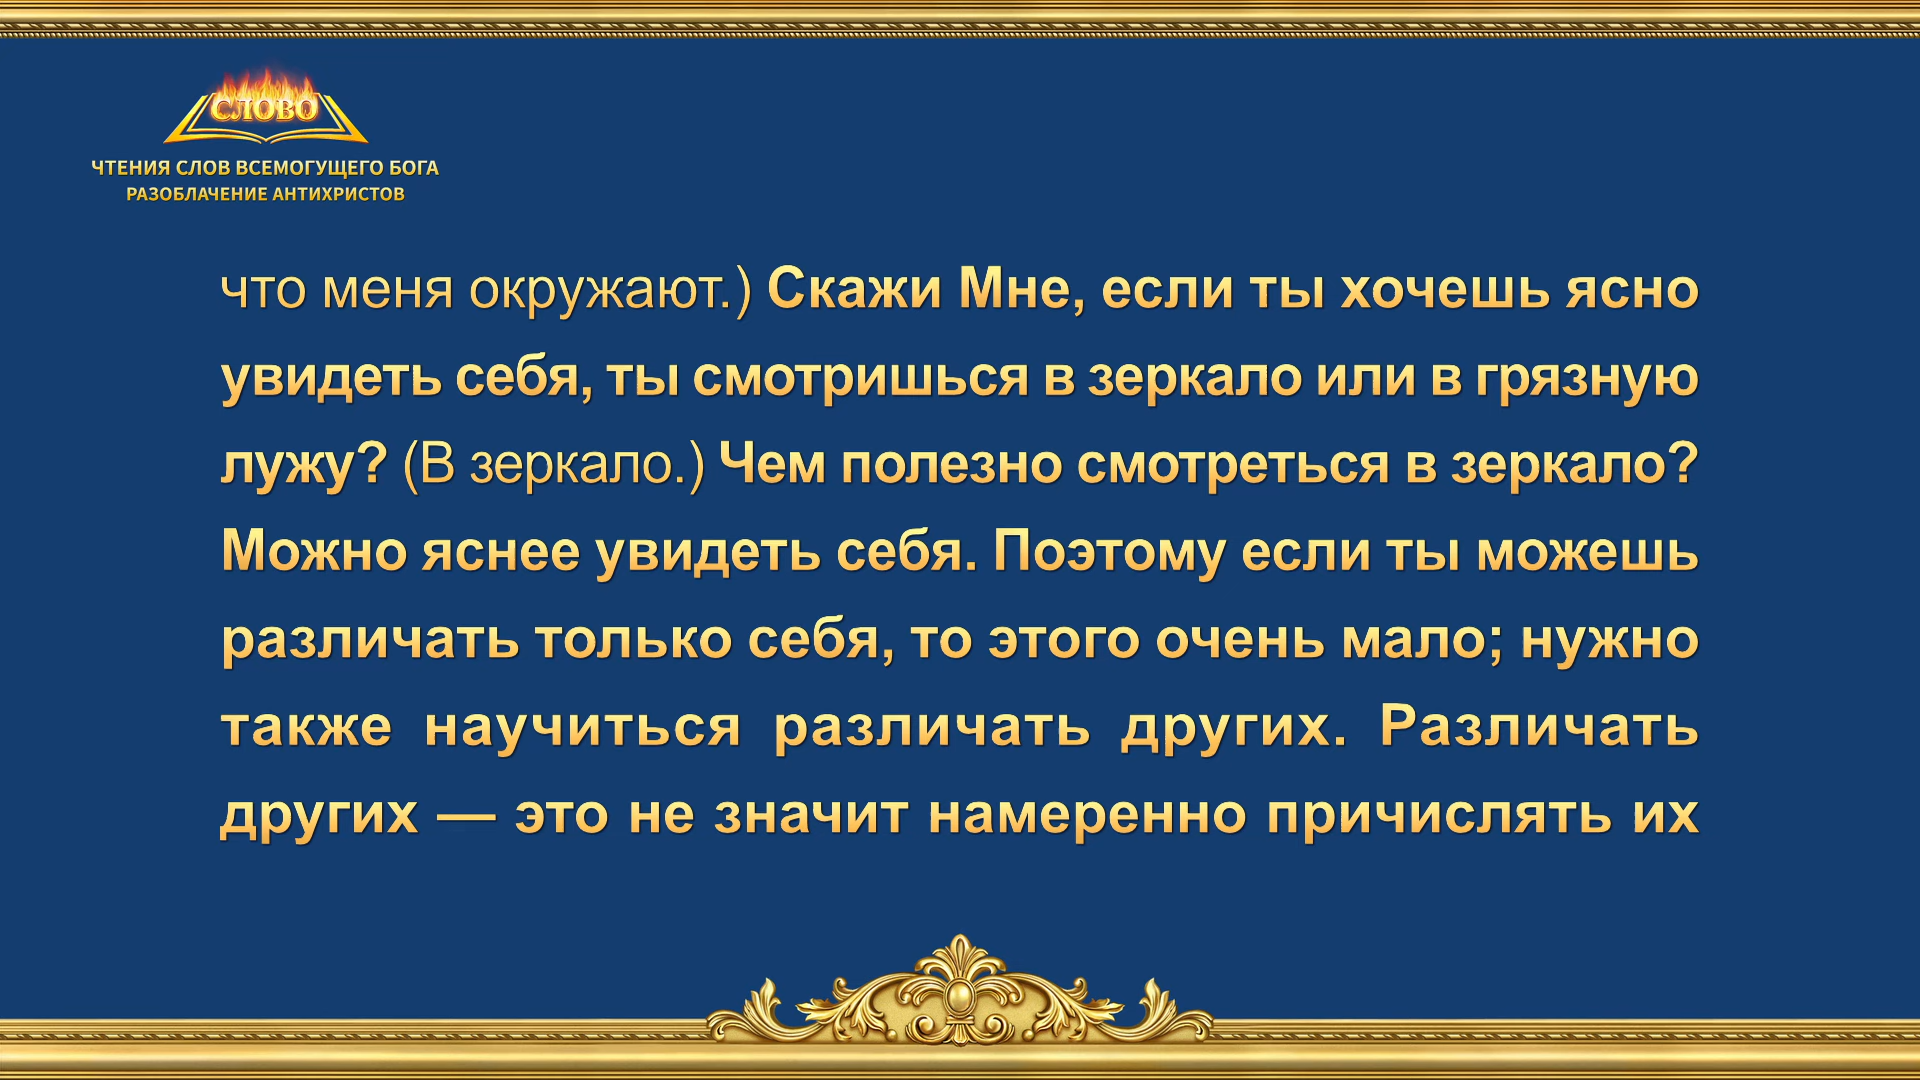 СЛОВО
ЧТЕНИЯ СЛОВ ВСЕМОГУЩЕГО БОГА
РАЗОБЛАЧЕНИЕ АНТИХРИСТОВ
что меня окружают.) Скажи Мне, если ты хочешь ясно
увидеть себя, ты смотришься в зеркало или в грязную
лужу? (В зеркало.) Чем полезно смотреться в зеркало?
Можно яснее увидеть себя. Поэтому если ты можешь
различать только себя, то этого очень мало; нужно
также научиться различать других. Различать
других — это не значит намеренно причислять их